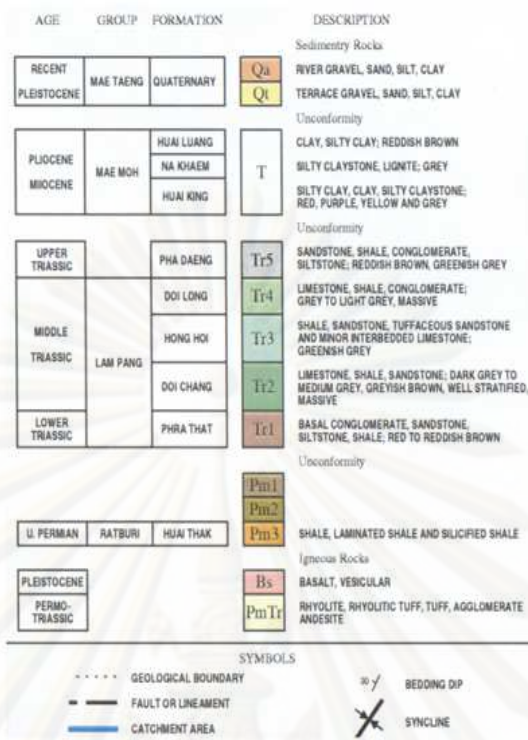 AGE GROUP FORMATION DESCRIPTION
Sedimentry Rocks
RECENT
PLEISTOCENE
MAE TAENG
QUATERNARY
Qa RIVER GRAVEL, SAND, SILT, CLAY
Qt TERRACE GRAVEL, SAND, SILT, CLAY
Unconformity
PLIOCENE
MIIOCENE
MAE MOH
T
HUAI LUANG CLAY, SILTY CLAY; REDDISH BROWN
NA KHAEM SILTY CLAYSTONE, LIGNITE; GREY
HUAI KING SILTY CLAY, CLAY, SILTY CLAYSTONE;
RED, PURPLE, YELLOW AND GREY
Unconformity
UPPER
TRIASSIC
PHA DAENG Tr5 SANDSTONE, SHALE, CONGLOMERATE,
SILTSTONE; REDDISH BROWN, GREENISH GREY
DOI LONG Tr4 LIMESTONE, SHALE, CONGLOMERATE;
GREY TO LIGHT GREY, MASSIVE
MIDDLE
TRIASSIC
LAM PANG
HONG HOI Tr3 SHALE, SANDSTONE, TUFFACEOUS SANDSTONE
AND MINOR INTERBEDDED LIMESTONE;
GREENISH GREY
DOI CHANG Tr2 LIMESTONE, SHALE, SANDSTONE; DARK GREY TO
MEDIUM GREY, GREYISH BROWN, WELL STRATIFIED,
MASSIVE
LOWER
TRIASSIC
PHRA THAT Tr1 BASAL CONGLOMERATE, SANDSTONE,
SILTSTONE, SHALE; RED TO REDDISH BROWN
Unconformity
Pm1
Pm2
U. PERMIAN RATBURI HUAI THAK Pm3 SHALE, LAMINATED SHALE AND SILICIFIED SHALE
Igneous Rocks
PLEISTOCENE Bs BASALT, VESICULAR
PERMO-
TRIASSIC
PmTr RHYOLITE, RHYOLITIC TUFF, TUFF, AGGLOMERATE
ANDESITE
SYMBOLS
GEOLOGICAL BOUNDARY
FAULT OR LINEAMENT
CATCHMENT AREA
30 BEDDING DIP
SYNCLINE